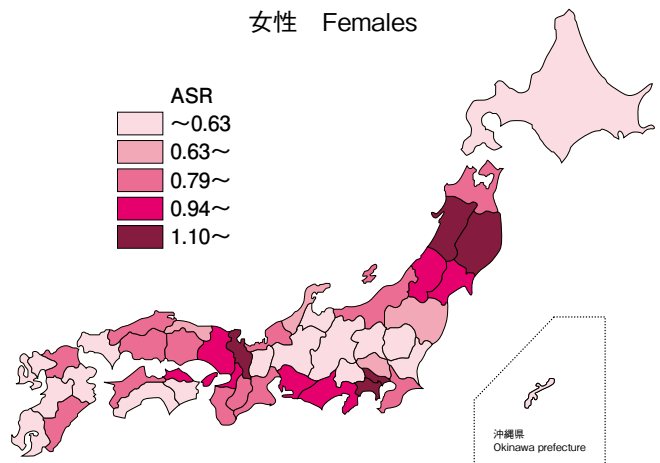 女性 Females
ASR
～0.63
0.63～
0.79～
0.94～
1.10～
沖縄県
Okinawa prefecture